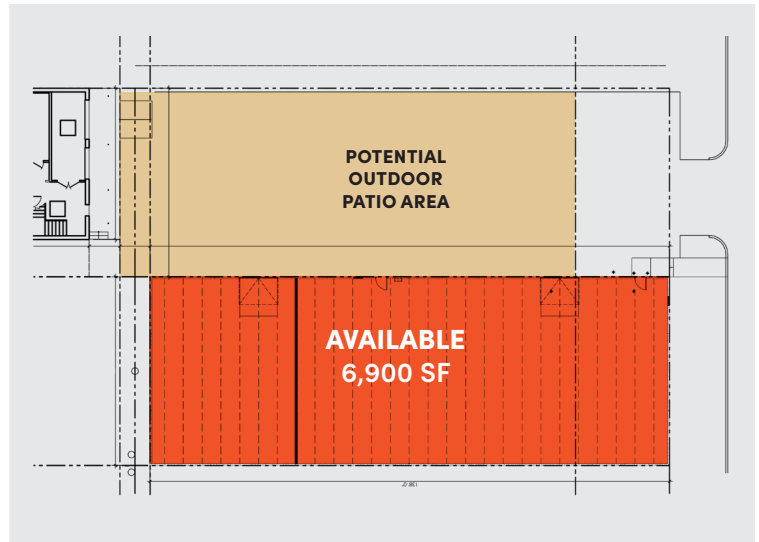 POTENTIAL
OUTDOOR
PATIO AREA
AVAILABLE
6,900 SF